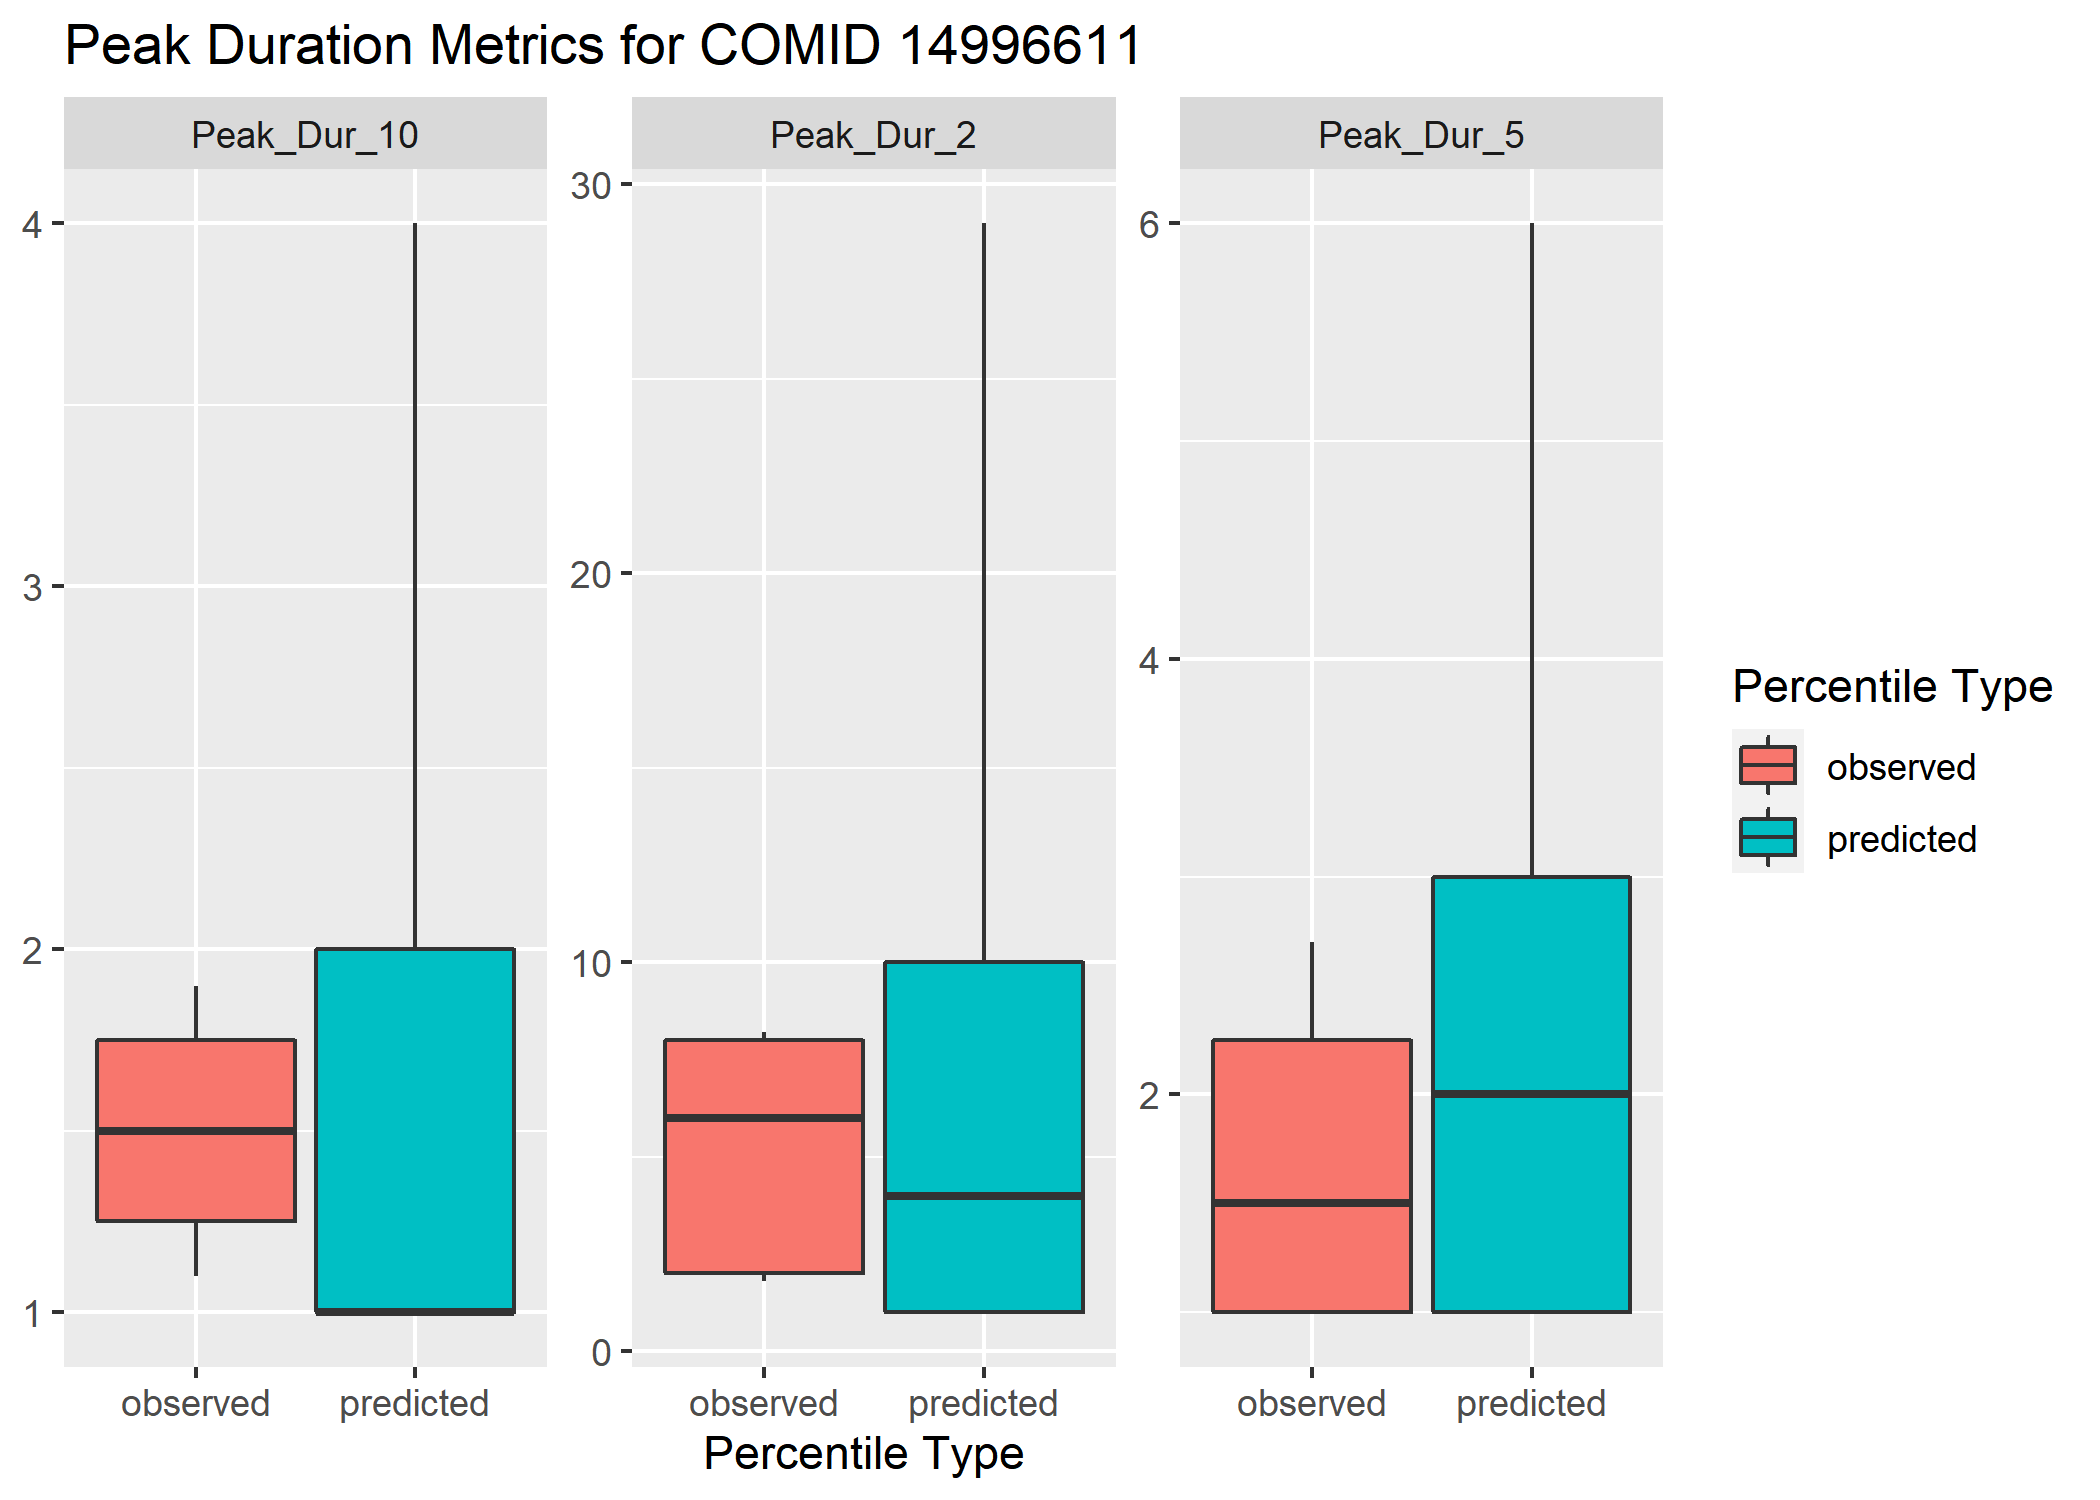 Peak Duration Metrics for COMID 14996611
Peak_Dur_10
Peak_Dur_2
Peak_Dur_5
4
3
2
1
30
20
10
0
6
4
2
observed
predicted
observed
predicted
observed
predicted
Percentile Type
Percentile Type
observed
predicted